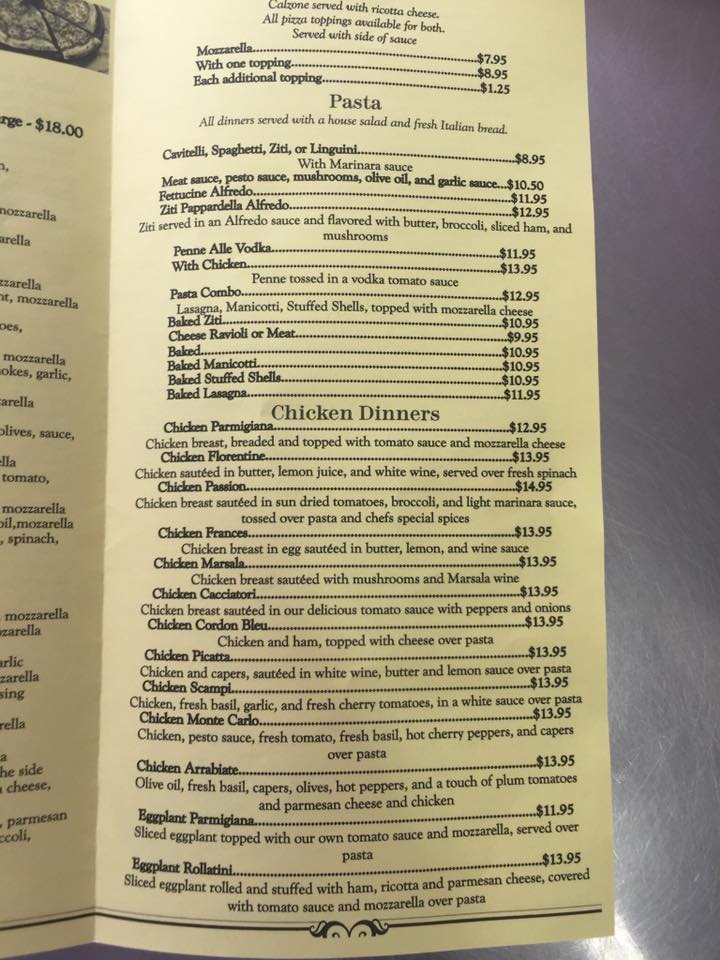 Calzone served with ricotta cheese.
All pizza toppings available for both.
Served with side of sauce
Mozzarella....................$7.95
With one topping....................$8.95
Each additional topping....................$1.25
Pasta
All dinners served with a house salad and fresh Italian bread.
Cavitelli, Spaghetti, Ziti, or Linguini....................$8.95
With Marinara sauce
Meat sauce, pesto sauce, mushrooms, olive oil, and garlic sauce...$10.50
Fettucine Alfredo....................$11.95
Ziti Pappardella Alfredo....................$12.95
Ziti served in an Alfredo sauce and flavored with butter, broccoli, sliced ham, and
mushrooms
Penne Alle Vodka....................$11.95
With Chicken....................$13.95
Penne tossed in a vodka tomato sauce
Pasta Combo....................$12.95
Lasagna, Manicotti, Stuffed Shells, topped with mozzarella cheese
Baked Ziti....................$10.95
Cheese Ravioli or Meat....................$9.95
Baked....................$10.95
Baked Manicotti....................$10.95
Baked Stuffed Shells....................$10.95
Baked Lasagna....................$11.95
Chicken Dinners
Chicken Parmigiana....................$12.95
Chicken breast, breaded and topped with tomato sauce and mozzarella cheese
Chicken Florentine....................$13.95
Chicken sautéed in butter, lemon juice, and white wine, served over fresh spinach
Chicken Passion....................$14.95
Chicken breast sautéed in sun dried tomatoes, broccoli, and light marinara sauce,
tossed over pasta and chefs special spices
Chicken Frances....................$13.95
Chicken breast in egg sautéed in butter, lemon, and wine sauce
Chicken Marsala....................$13.95
Chicken breast sautéed with mushrooms and Marsala wine
Chicken Cacciatori....................$13.95
Chicken breast sautéed in our delicious tomato sauce with peppers and onions
Chicken Cordon Bleu....................$13.95
Chicken and ham, topped with cheese over pasta
Chicken Picatta....................$13.95
Chicken and capers, sautéed in white wine, butter and lemon sauce over pasta
Chicken Scampi....................$13.95
Chicken, fresh basil, garlic, and fresh cherry tomatoes, in a white sauce over pasta
Chicken Monte Carlo....................$13.95
Chicken, pesto sauce, fresh tomato, fresh basil, hot cherry peppers, and capers
over pasta
Chicken Arrabiate....................$13.95
Olive oil, fresh basil, capers, olives, hot peppers, and a touch of plum tomatoes
and parmesan cheese and chicken
Eggplant Parmigiana....................$11.95
Sliced eggplant topped with our own tomato sauce and mozzarella, served over
pasta
Eggplant Rollatini....................$13.95
Sliced eggplant rolled and stuffed with ham, ricotta and parmesan cheese, covered
with tomato sauce and mozzarella over pasta
- $18.00
mozzarella
mozzarella
garlic,
olives, sauce,
tomato,
mozzarella
oil,mozarella
spinach,
mozzarella
side
cheese,
parmesan